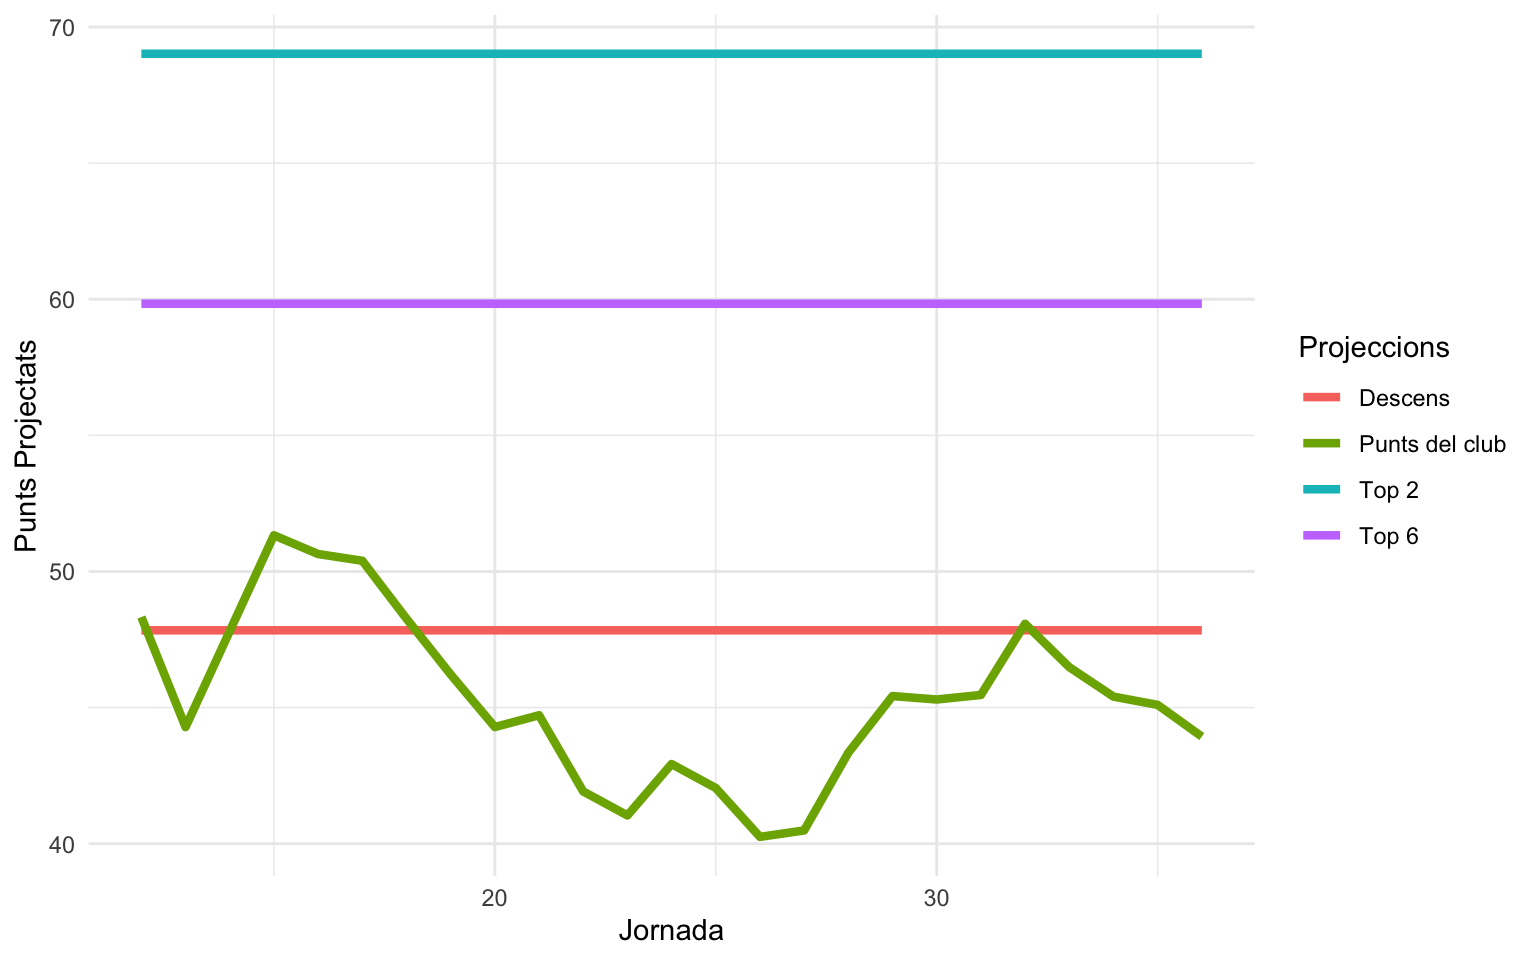 70
60
50
40
Punts Projectats
20
30
Jornada
Projeccions
Descens
Punts del club
Top 2
Top 6